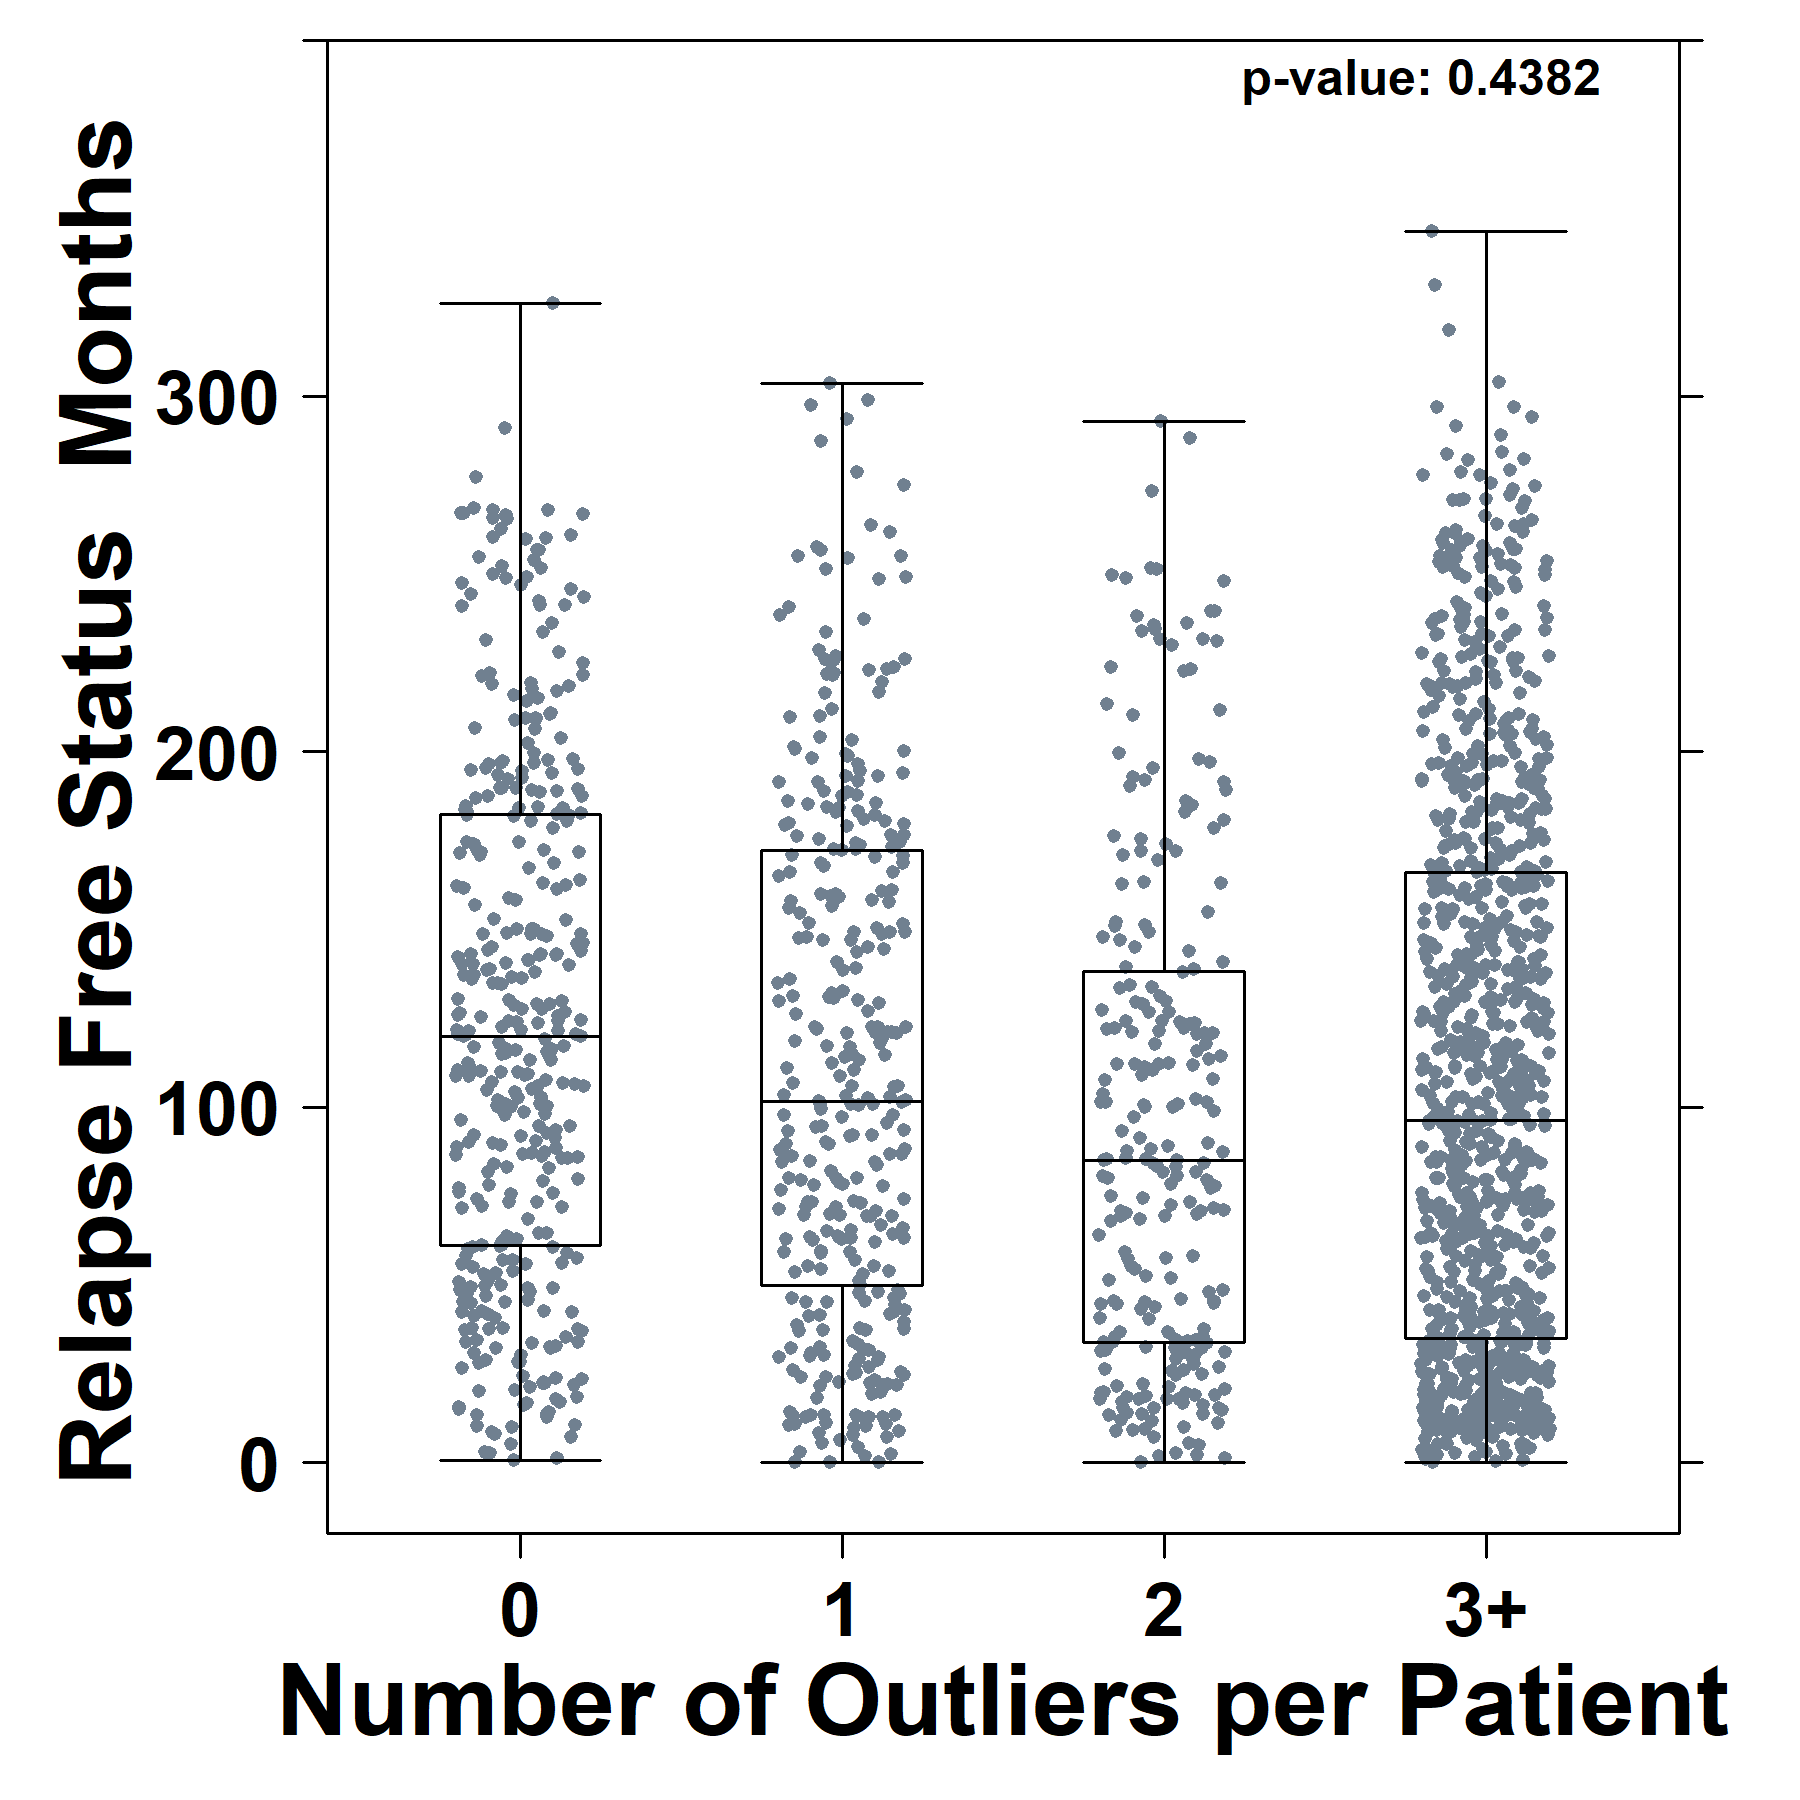 p-value: 0.4382
Relapse Free Status Months
300
200
100
0
0 1 2 3+
Number of Outliers per Patient